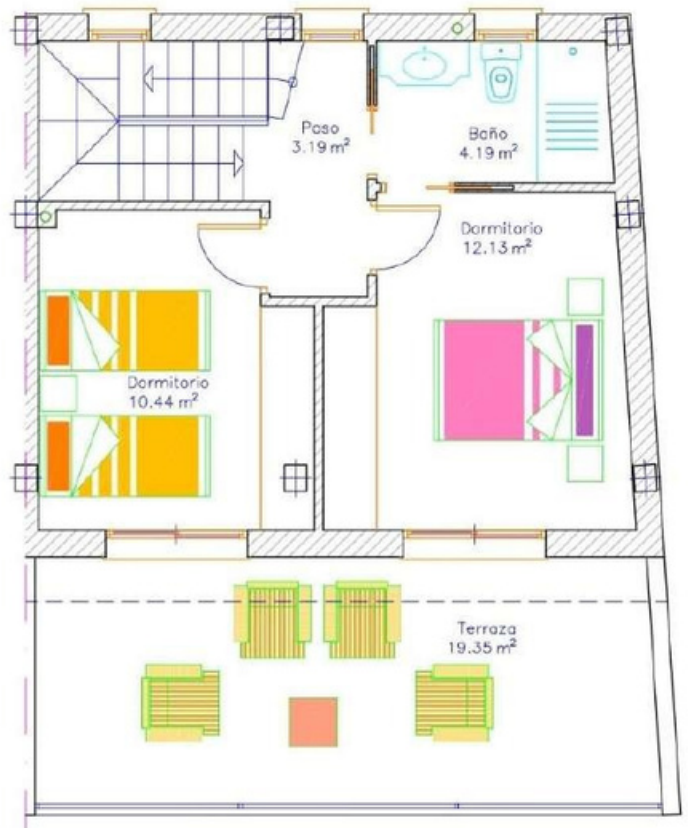 Paso
3.19 m²
Baño
4.19 m²
Dormitorio
12.13 m²
Dormitorio
10.44 m²
Terraza
19.35 m²